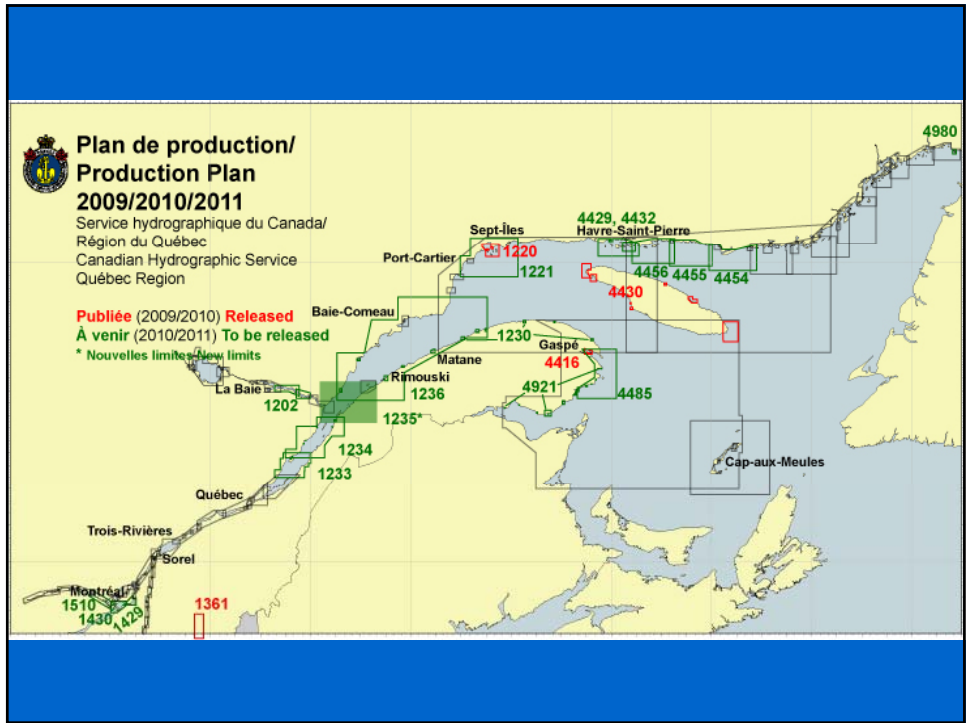 Plan de production/
Production Plan
2009/2010/2011
Service hydrographique du Canada/
Région du Québec
Canadian Hydrographic Service
Québec Region
Publiée (2009/2010) Released
À venir (2010/2011) To be released
* Nouvelles limites/New limits
4980
4429, 4432
Havre-Saint-Pierre
Sept-Îles
1220
Port-Cartier
1221
4456
4455
4454
4430
Baie-Comeau
1230
Gaspé
4416
Matane
Rimouski
La Baie
1202
1236
4921
4485
1235*
1234
1233
Cap-aux-Meules
Québec
Trois-Rivières
Sorel
Montréal
1510
1430
1429
1361